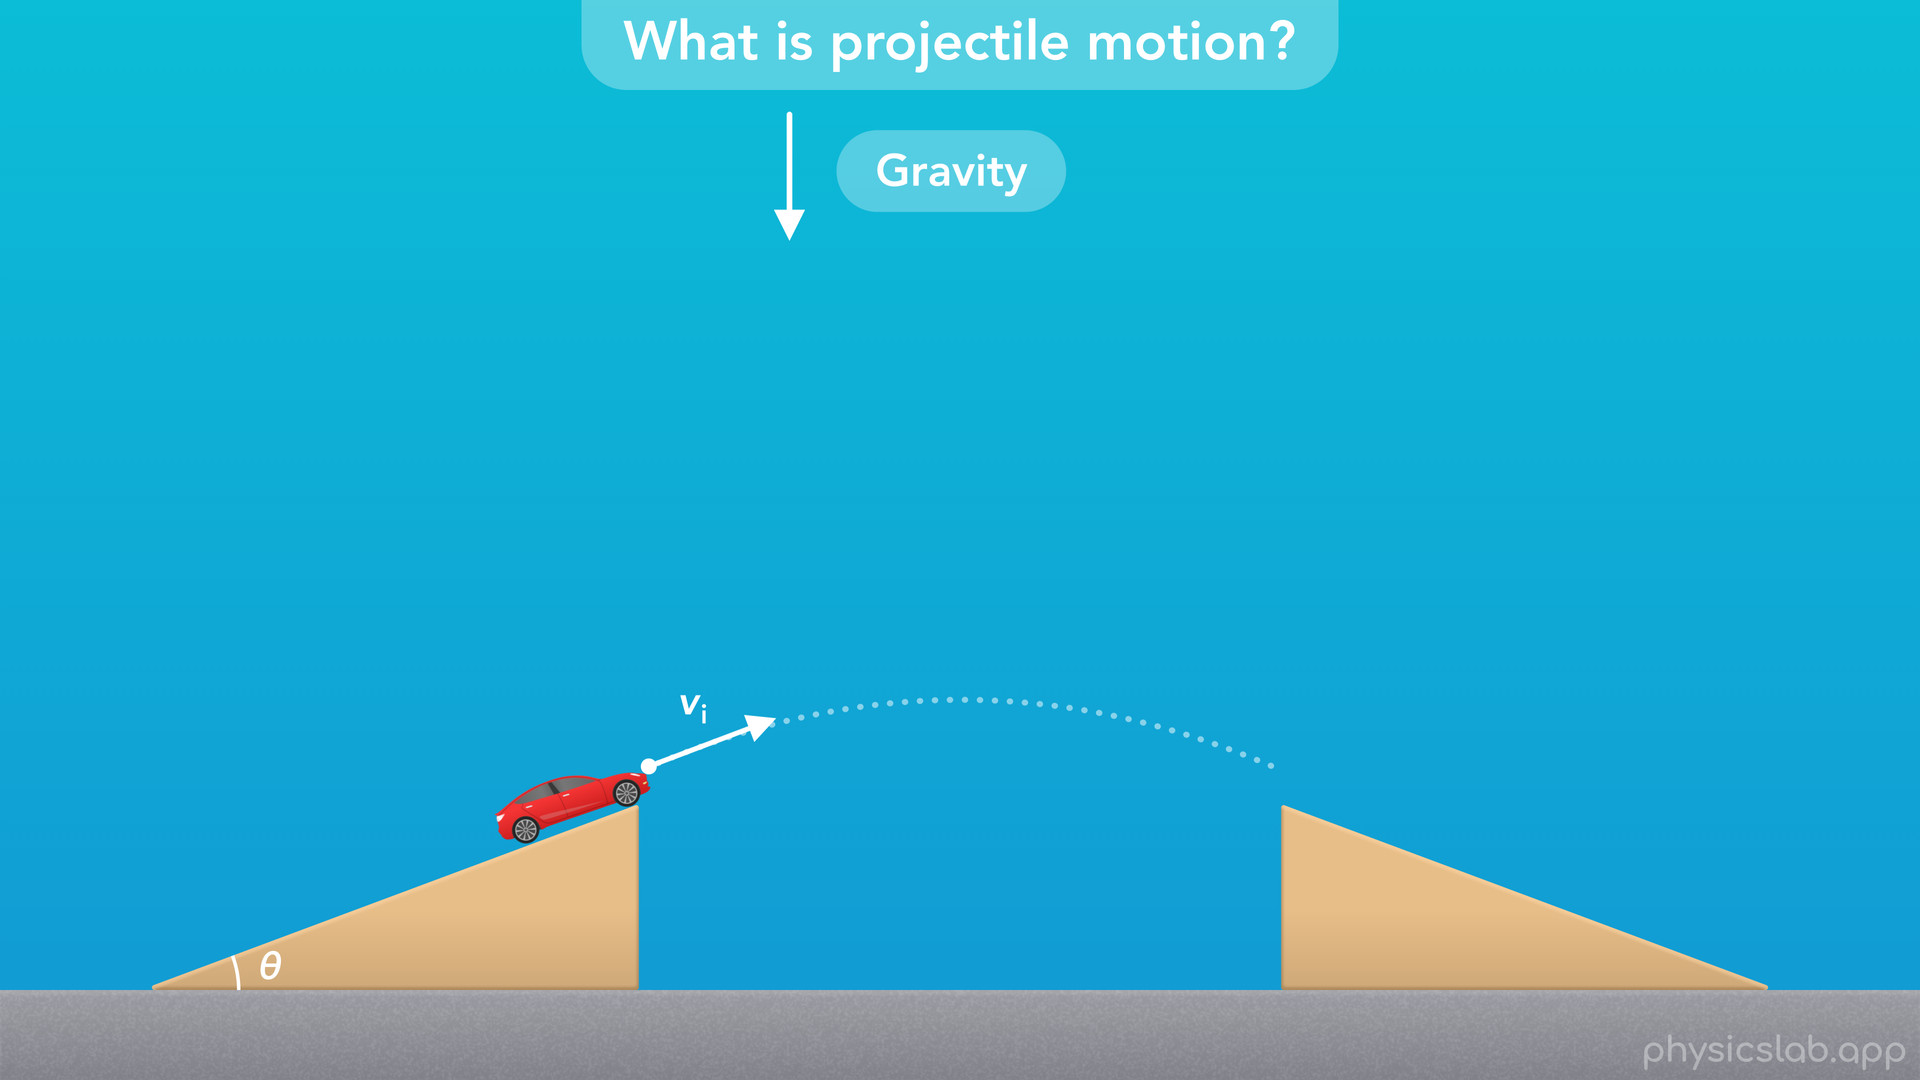 What is projectile motion?
Gravity
vi
θ
physicslab.app